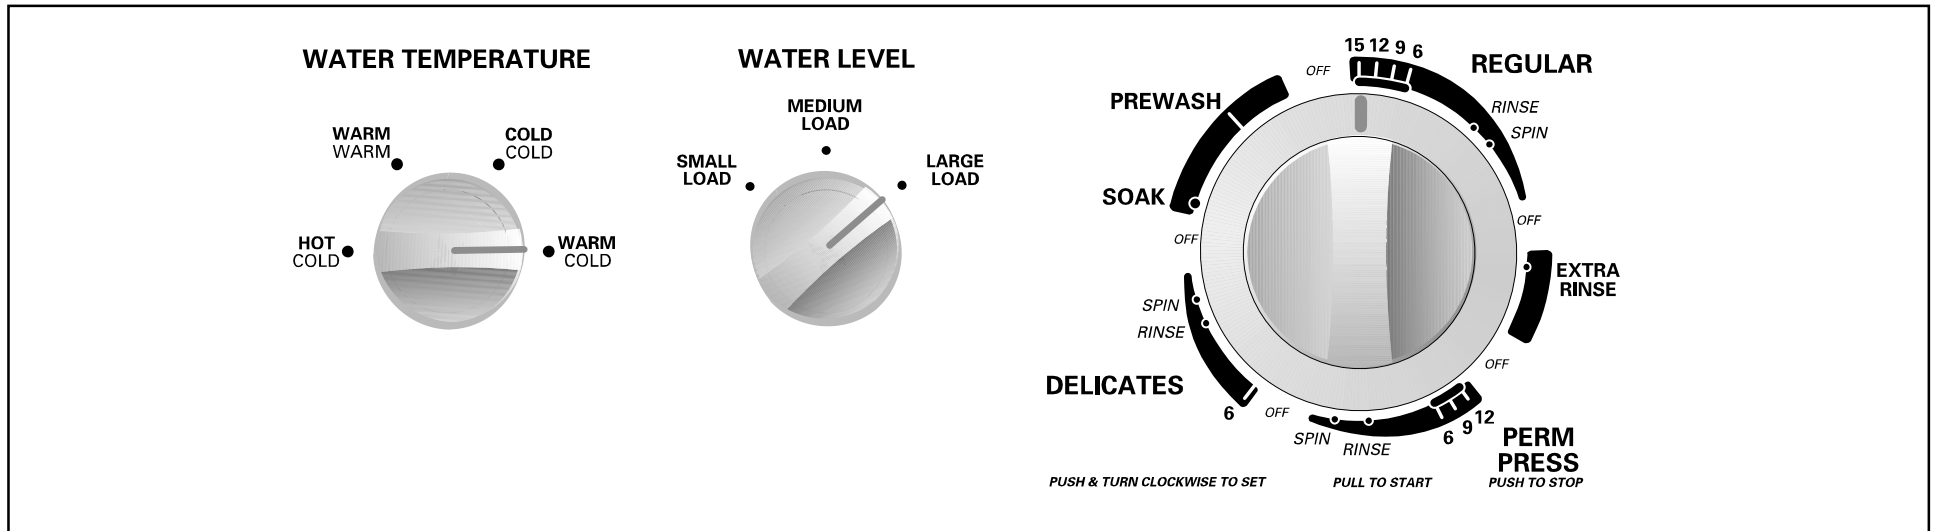 WATER TEMPERATURE
WARM
WARM
COLD
COLD
HOT
COLD
WARM
COLD
WATER LEVEL
MEDIUM
LOAD
SMALL
LOAD
LARGE
LOAD
OFF
15 12 9 6
REGULAR
RINSE
SPIN
OFF
EXTRA
RINSE
OFF
12
9
6
PERM
PRESS
RINSE
SPIN
OFF
6
DELICATES
RINSE
SPIN
OFF
SOAK
PREWASH
PUSH & TURN CLOCKWISE TO SET
PULL TO START
PUSH TO STOP